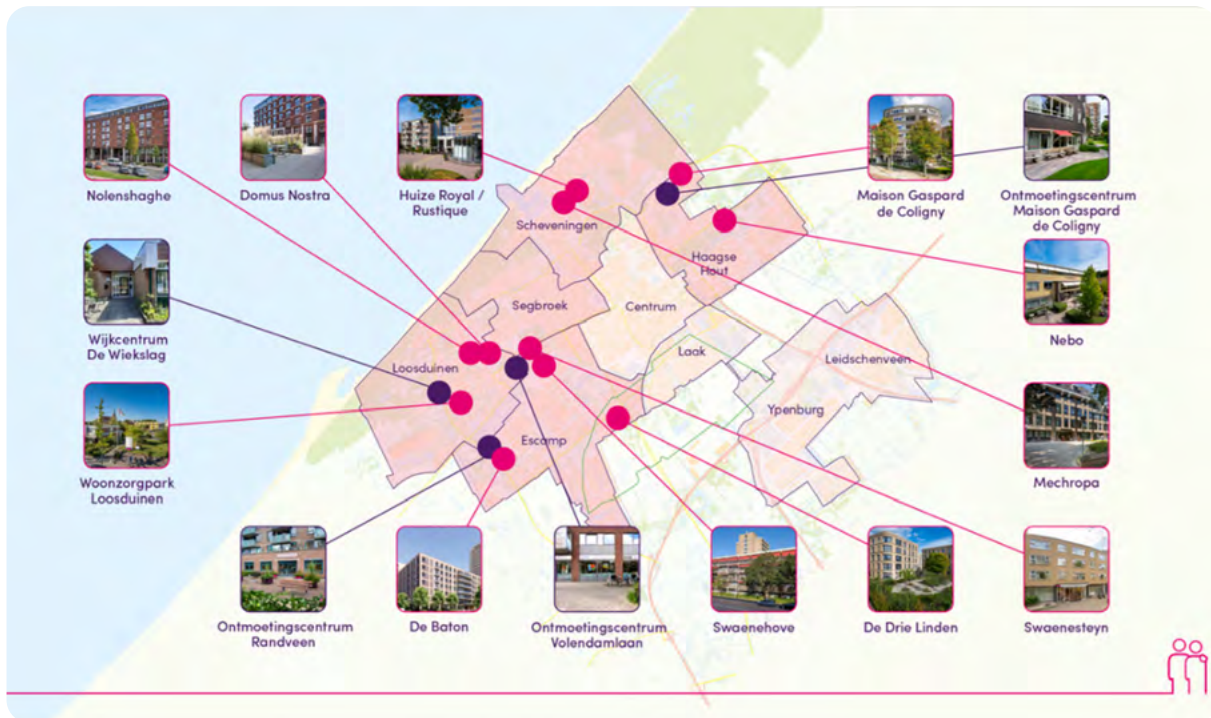 Nolenshaghe
Domus Nostra
Huize Royal /
Rustique
Maison Gaspard
de Coligny
Ontmoetingscentrum
Maison Gaspard
de Coligny
Scheveningen
Haagse
Hout
Segbroek
Centrum
Laak
Leidschenveen
Loosduinen
Ypenburg
Escamp
Wijkcentrum
De Wiekslag
Nebo
Woonzorgpark
Loosduinen
Mechropa
Ontmoetingscentrum
Randveen
De Baton
Ontmoetingscentrum
Volendamlaan
Swaenehove
De Drie Linden
Swaenesteyn